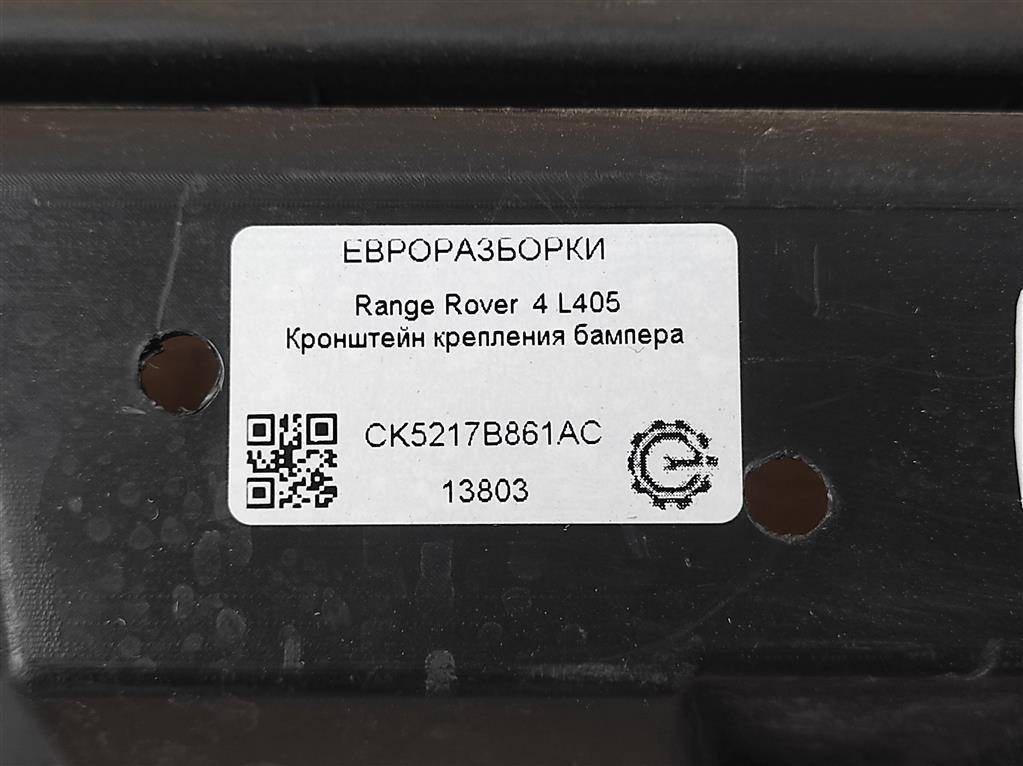 ЕВРОРАЗБОРКИ
Range Rover 4 L405
Кронштейн крепления бампера
CK5217B861AC
13803